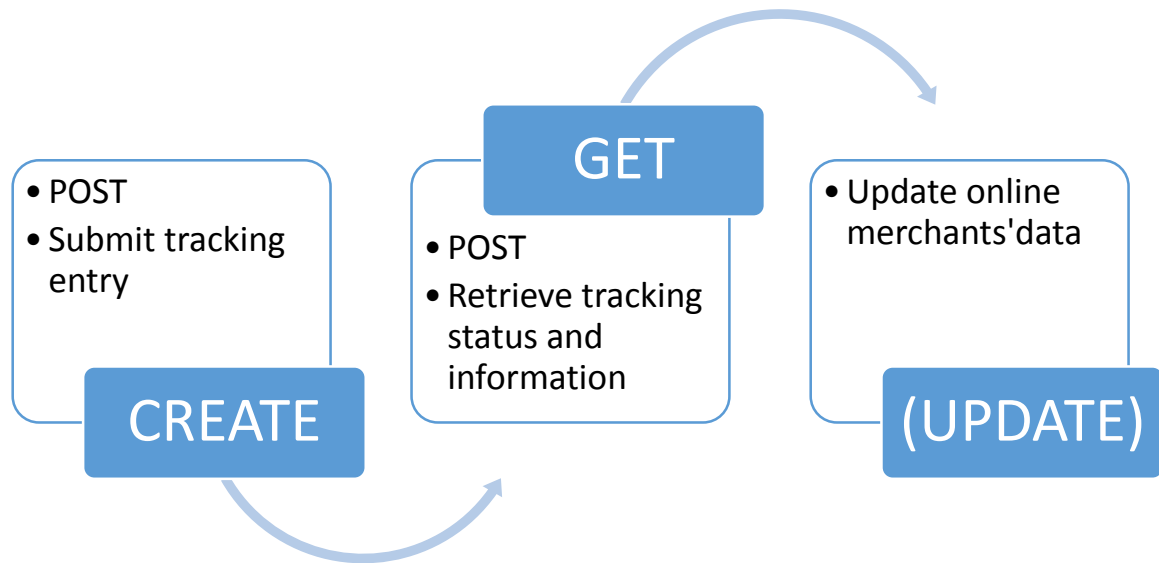 • POST
• Submit tracking
entry
CREATE
GET
• POST
• Retrieve tracking
status and
information
• Update online
merchants'data
(UPDATE)